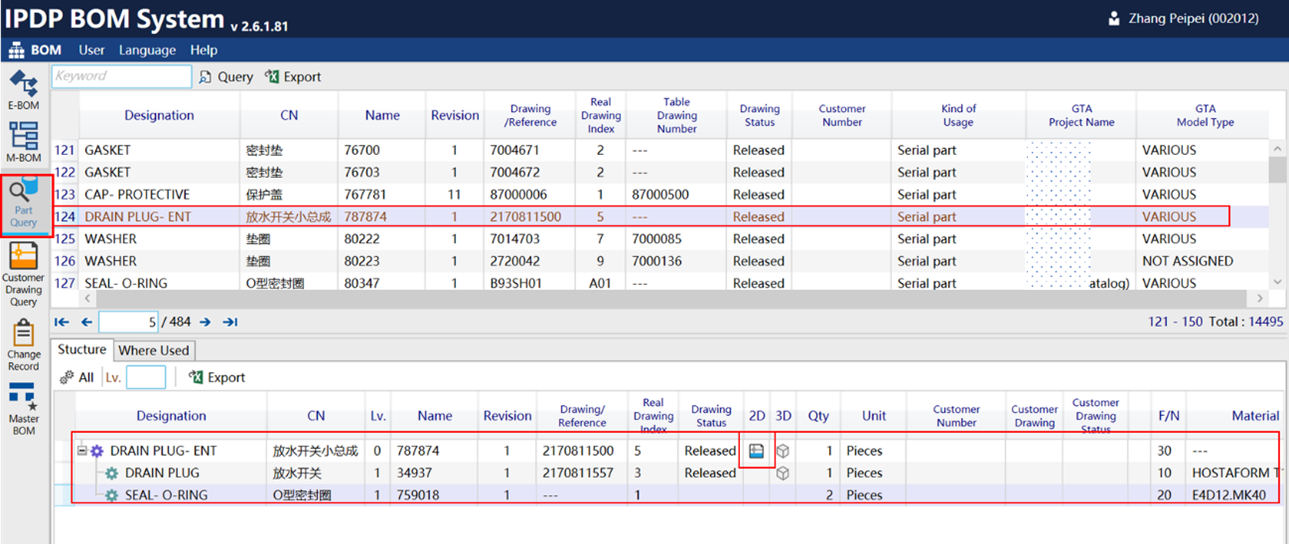 IPDP BOM System v 2.6.1.81
Zhang Peipei (002012)
BOM User Language Help
Keyword Query Export
E-BOM
M-BOM
Part
Query
Customer
Drawing
Query
Change
Record
Master
BOM
Designation CN Name Revision Drawing /Reference Real Drawing Index Table Drawing Number Drawing Status Customer Number Kind of Usage GTA Project Name GTA Model Type
121 GASKET 密封垫 76700 1 7004671 2 --- Released Serial part VARIOUS
122 GASKET 密封垫 76703 1 7004672 2 --- Released Serial part VARIOUS
123 CAP- PROTECTIVE 保护盖 767781 11 87000006 1 87000500 Released Serial part VARIOUS
124 DRAIN PLUG- ENT 放水开关小总成 787874 1 2170811500 5 --- Released Serial part VARIOUS
125 WASHER 垫圈 80222 1 7014703 7 7000085 Released Serial part VARIOUS
126 WASHER 垫圈 80223 1 2720042 9 7000136 Released Serial part NOT ASSIGNED
127 SEAL- O-RING O型密封圈 80347 1 B93SH01 A01 --- Released Serial part atalog) VARIOUS
5 / 484 121 - 150 Total : 14495
Stucture Where Used
All Lv. Export
Designation CN Lv. Name Revision Drawing/ Reference Real Drawing Index Drawing Status 2D 3D Qty Unit Customer Number Customer Drawing Customer Drawing Status F/N Material
DRAIN PLUG- ENT 放水开关小总成 0 787874 1 2170811500 5 Released 1 Pieces 30 ---
DRAIN PLUG 放水开关 1 34937 1 2170811557 3 Released 1 Pieces 10 HOSTAFORM T
SEAL- O-RING O型密封圈 1 759018 1 --- 1 2 Pieces 20 E4D12.MK40